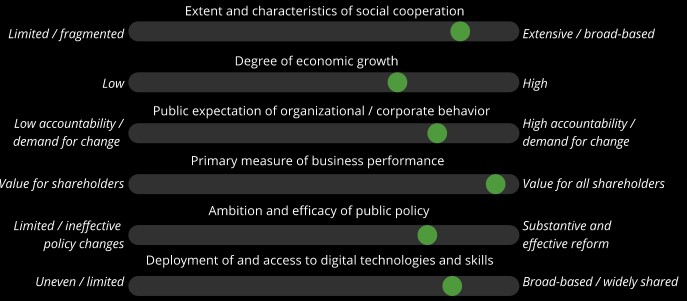 Extent and characteristics of social cooperation
Limited / fragmented
Extensive / broad-based
Degree of economic growth
Low
High
Public expectation of organizational / corporate behavior
Low accountability /
demand for change
High accountability /
demand for change
Primary measure of business performance
Value for shareholders
Value for all shareholders
Ambition and efficacy of public policy
Limited / ineffective
policy changes
Substantive and
effective reform
Deployment of and access to digital technologies and skills
Uneven / limited
Broad-based / widely shared